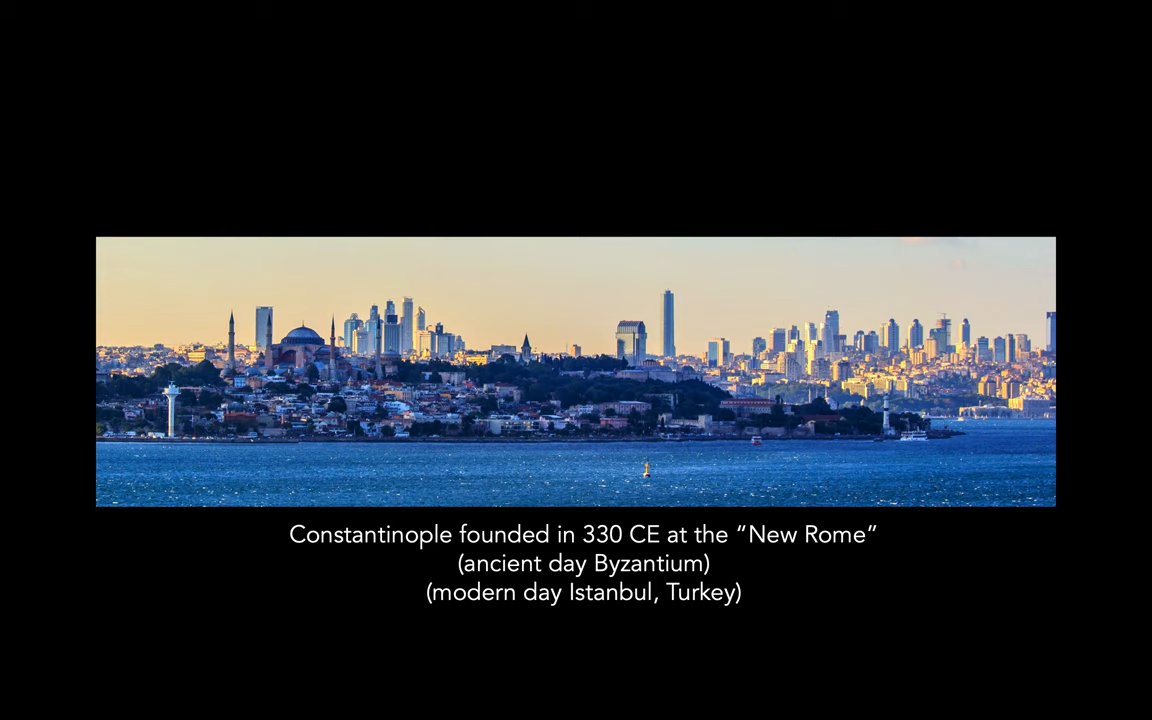 Constantinople founded in 330 CE at the “New Rome”
(ancient day Byzantium)
(modern day Istanbul, Turkey)